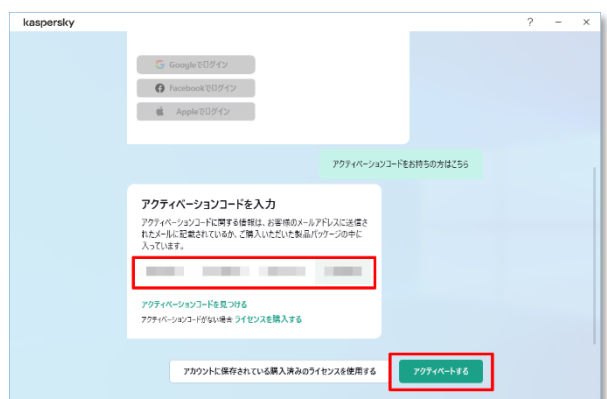 kaspersky
Googleでログイン
Facebookでログイン
Appleでログイン
アクティベーションコードをお持ちの方はこちら
アクティベーションコードを入力
アクティベーションコードに関する情報は、お客様のメールアドレスに送信さ
れたメールに記載されているか、ご購入いただいた製品パッケージの中に
入っています。
アクティベーションコードを見つける
アクティベーションコードがない場合 ライセンスを購入する
アカウントに保存されている購入済みのライセンスを使用する
アクティベートする